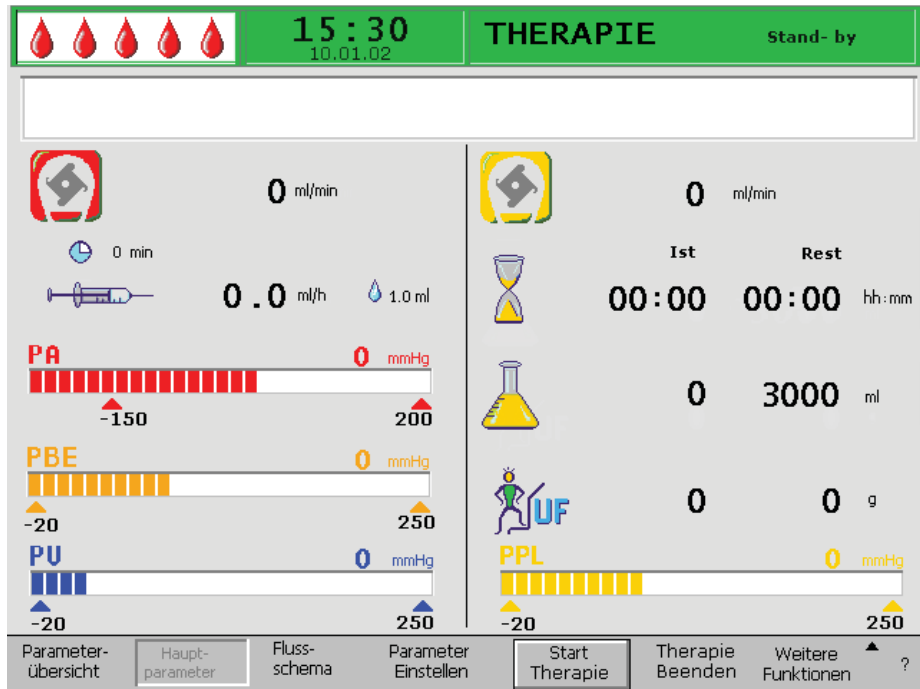 15:30
10.01.02
THERAPIE Stand- by
0 ml/min
0 ml/min
0 min
Ist Rest
0.0 ml/h 1.0 ml
00:00 00:00 hh:mm
PA 0 mmHg
-150 200
0 3000 ml
UF
PBE 0 mmHg
-20 250
UF 0 0 g
PV 0 mmHg
-20 250
PPL 0 mmHg
-20 250
Parameter-
übersicht
Haupt-
parameter
Fluss-
schema
Parameter
Einstellen
Start
Therapie
Therapie
Beenden
Weitere
Funktionen
?